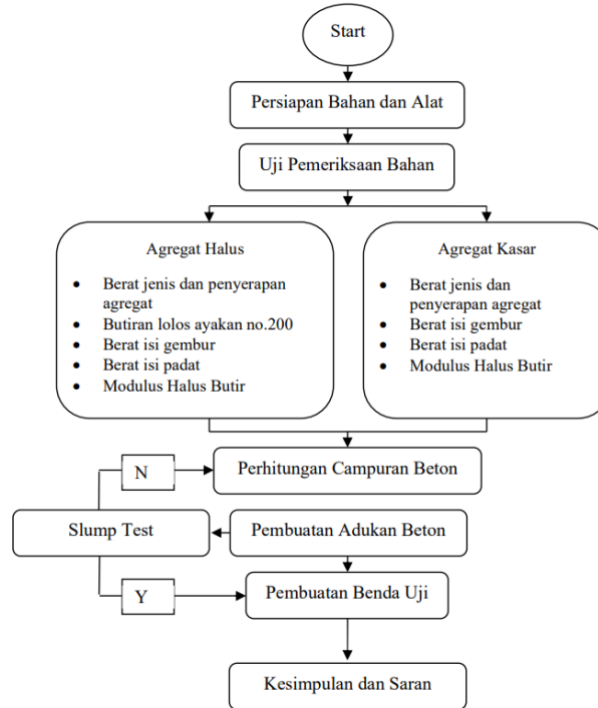 Start
Persiapan Bahan dan Alat
Uji Pemeriksaan Bahan
Agregat Halus
• Berat jenis dan penyerapan
agregat
• Butiran lolos ayakan no.200
• Berat isi gembur
• Berat isi padat
• Modulus Halus Butir
Agregat Kasar
• Berat jenis dan
penyerapan agregat
• Berat isi gembur
• Berat isi padat
• Modulus Halus Butir
N
Perhitungan Campuran Beton
Slump Test
Pembuatan Adukan Beton
Y
Pembuatan Benda Uji
Kesimpulan dan Saran